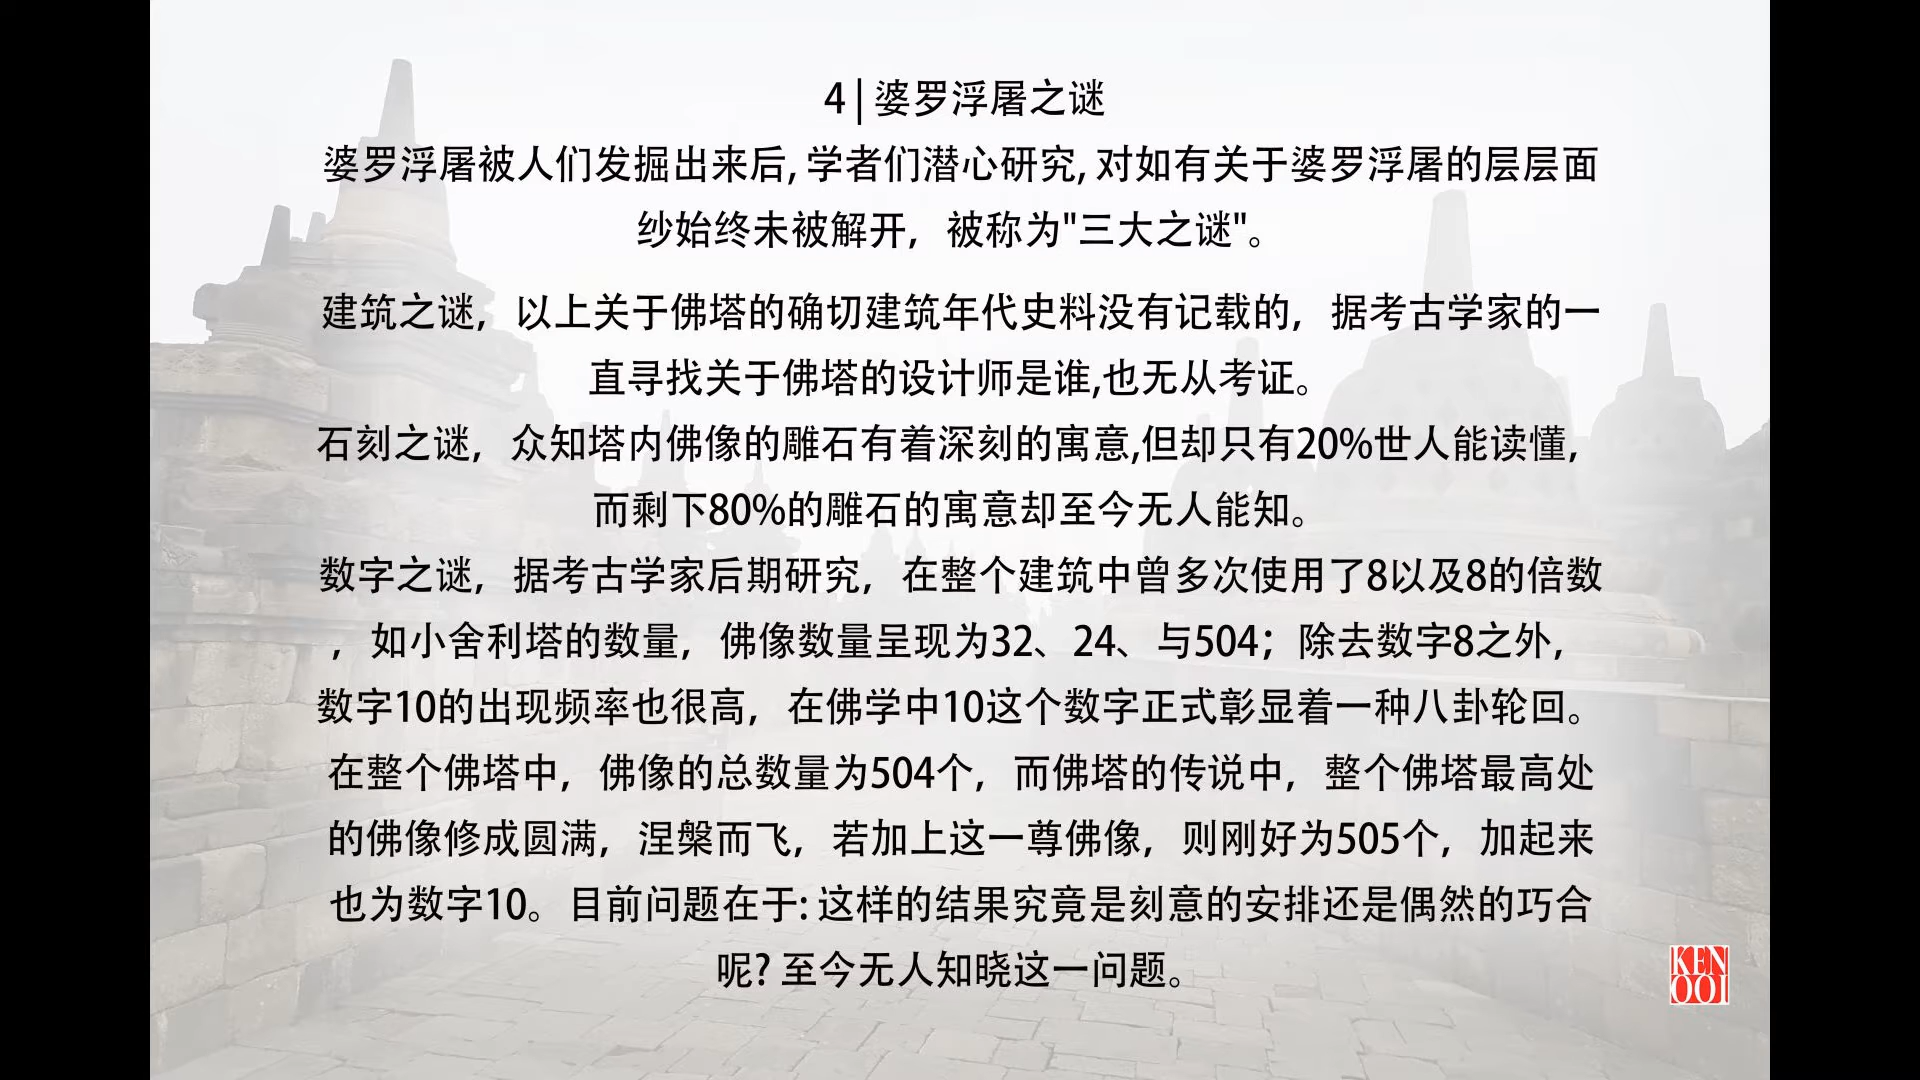 4 | 婆罗浮屠之谜
婆罗浮屠被人们发掘出来后, 学者们潜心研究, 对如有关于婆罗浮屠的层层面
纱始终未被解开，被称为"三大之谜"。
建筑之谜，以上关于佛塔的确切建筑年代史料没有记载的，据考古学家的一
直寻找关于佛塔的设计师是谁,也无从考证。
石刻之谜，众知塔内佛像的雕石有着深刻的寓意,但却只有20%世人能读懂，
而剩下80%的雕石的寓意却至今无人能知。
数字之谜，据考古学家后期研究，在整个建筑中曾多次使用了8以及8的倍数
，如小舍利塔的数量，佛像数量呈现为32、24、与504；除去数字8之外，
数字10的出现频率也很高，在佛学中10这个数字正式彰显着一种八卦轮回。
在整个佛塔中，佛像的总数量为504个，而佛塔的传说中，整个佛塔最高处
的佛像修成圆满，涅槃而飞，若加上这一尊佛像，则刚好为505个，加起来
也为数字10。目前问题在于: 这样的结果究竟是刻意的安排还是偶然的巧合
呢? 至今无人知晓这一问题。
KEN
OOI